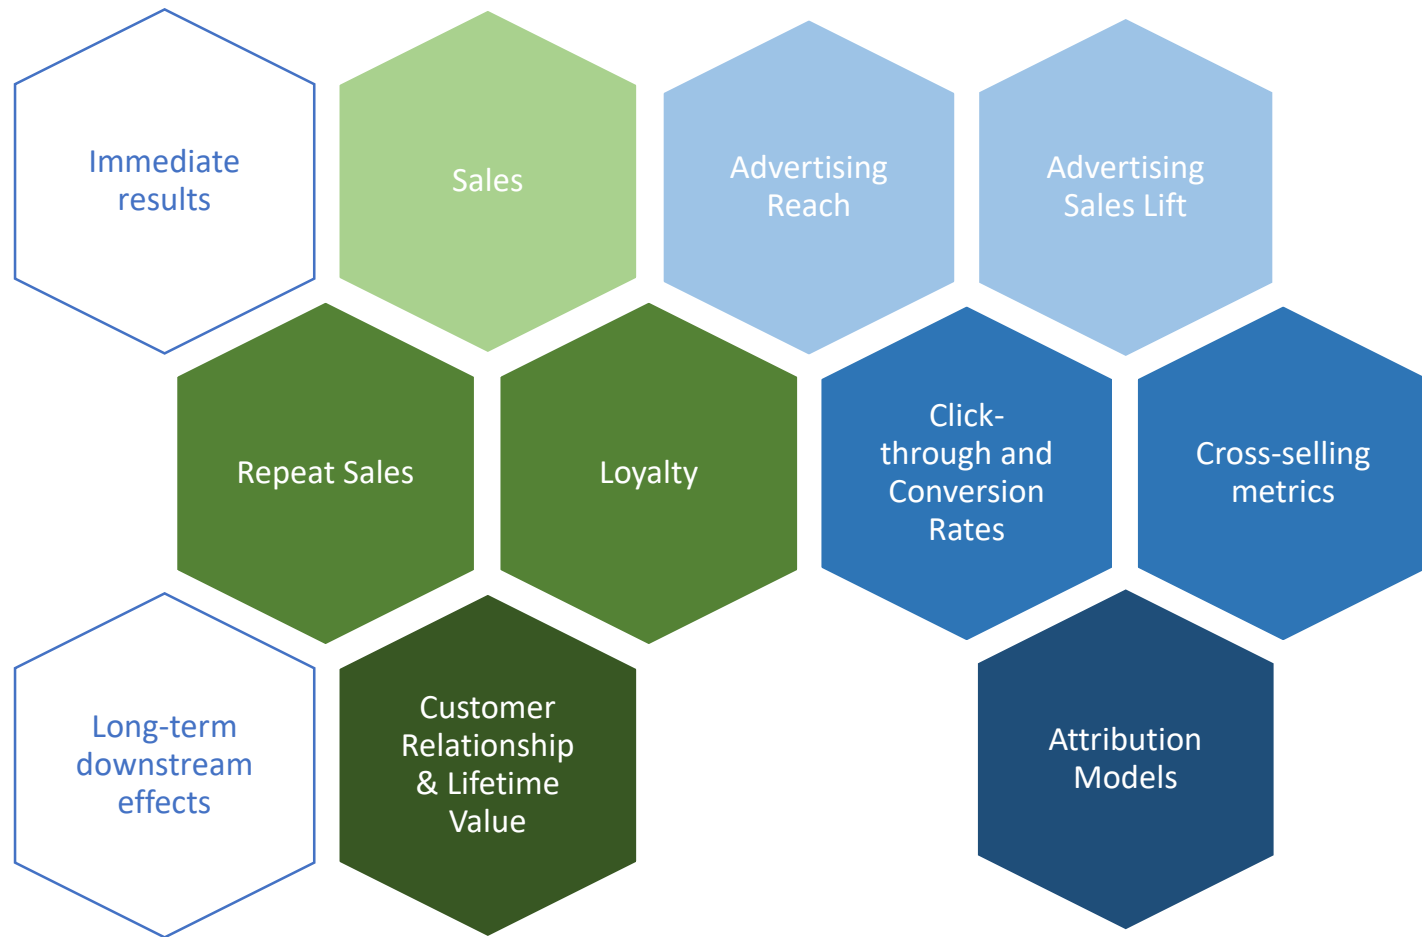 Immediate
results
Sales
Advertising
Reach
Advertising
Sales Lift
Repeat Sales
Loyalty
Click-
through and
Conversion
Rates
Cross-selling
metrics
Long-term
downstream
effects
Customer
Relationship
& Lifetime
Value
Attribution
Models